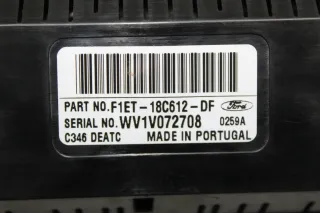 PART NO.F1ET-18C612-DF Ford
SERIAL NO.WV1V072708 0259A
C346 DEATC MADE IN PORTUGAL